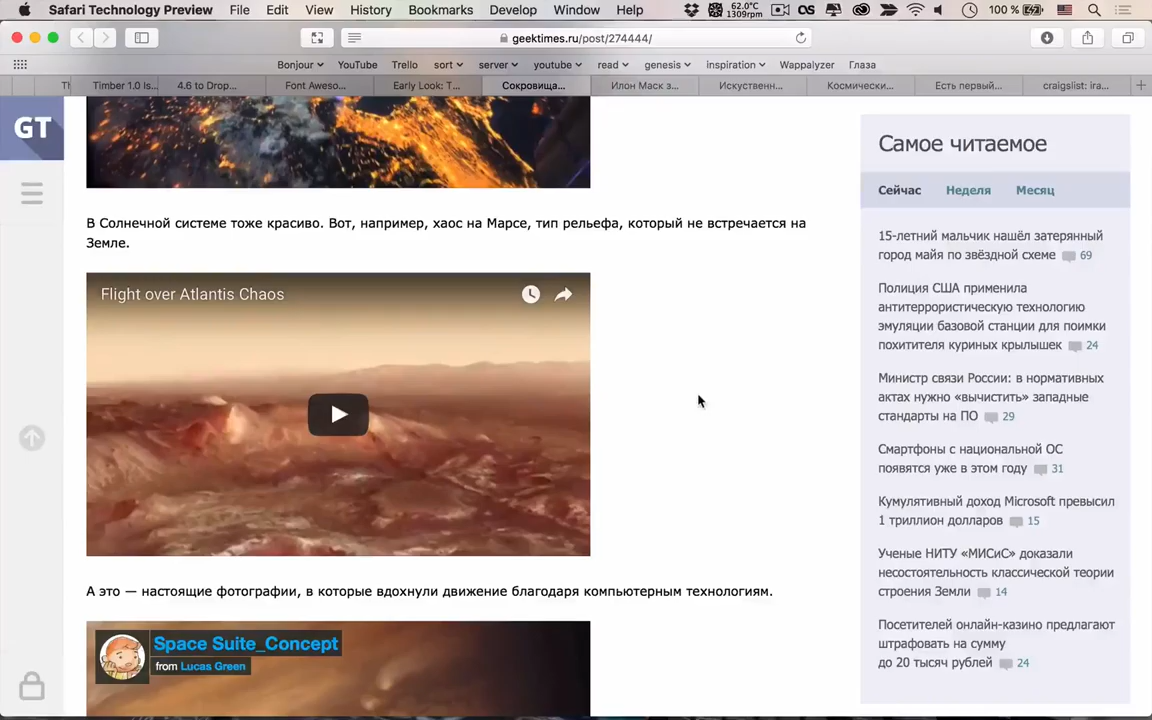 Safari Technology Preview File Edit View History Bookmarks Develop Window Help 62.0°C 1309rpm 100 %
geektimes.ru/post/274444/
Bonjour YouTube Trello sort server youtube read genesis inspiration Wappalyzer Глаза
Timber 1.0 Is... 4.6 to Drop... Font Aweso... Early Look: T... Сокровища... Илон Маск з... Искусственн... Космически... Есть первый... craigslist: ira...
GT
В Солнечной системе тоже красиво. Вот, например, хаос на Марсе, тип рельефа, который не встречается на
Земле.
Flight over Atlantis Chaos
А это — настоящие фотографии, в которые вдохнули движение благодаря компьютерным технологиям.
Space Suite_Concept
from Lucas Green
Самое читаемое
Сейчас Неделя Месяц
15-летний мальчик нашёл затерянный
город майя по звёздной схеме 69
Полиция США применила
антитеррористическую технологию
эмуляции базовой станции для поимки
похитителя куриных крылышек 24
Министр связи России: в нормативных
актах нужно «вычистить» западные
стандарты на ПО 29
Смартфоны с национальной ОС
появятся уже в этом году 31
Кумулятивный доход Microsoft превысил
1 триллион долларов 15
Ученые НИТУ «МИСиС» доказали
несостоятельность классической теории
строения Земли 14
Посетителей онлайн-казино предлагают
штрафовать на сумму
до 20 тысяч рублей 24